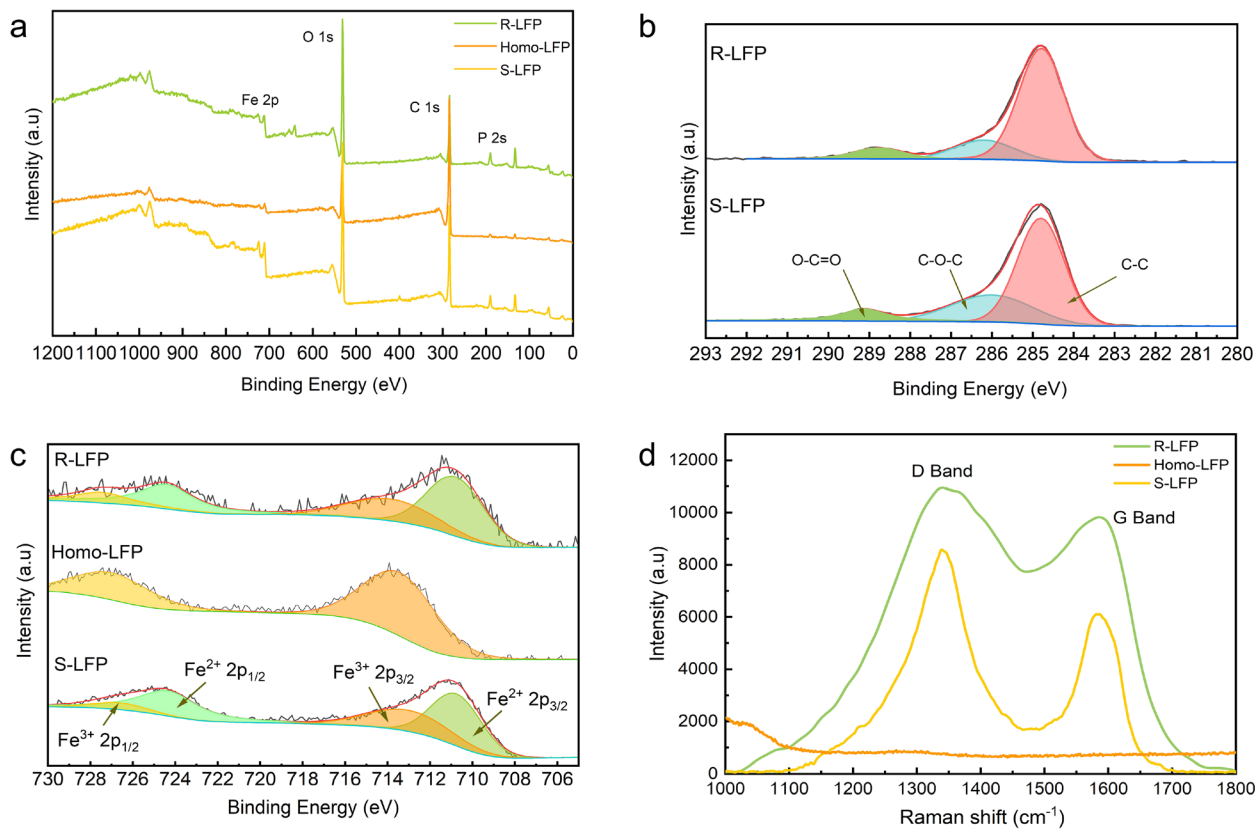 a
R-LFP
Homo-LFP
S-LFP
O 1s
Fe 2p
C 1s
P 2s
Intensity (a.u)
1200 1100 1000 900 800 700 600 500 400 300 200 100 0
Binding Energy (eV)
b
R-LFP
S-LFP
O-C=O
C-O-C
C-C
Intensity (a.u)
293 292 291 290 289 288 287 286 285 284 283 282 281 280
Binding Energy (eV)
c
R-LFP
Homo-LFP
S-LFP
Fe²⁺ 2p₁/₂
Fe³⁺ 2p₃/₂
Fe²⁺ 2p₃/₂
Fe³⁺ 2p₁/₂
Intensity (a.u)
730 728 726 724 722 720 718 716 714 712 710 708 706
Binding Energy (eV)
d
R-LFP
Homo-LFP
S-LFP
D Band
G Band
Intensity (a.u)
12000
10000
8000
6000
4000
2000
0
1000 1100 1200 1300 1400 1500 1600 1700 1800
Raman shift (cm⁻¹)